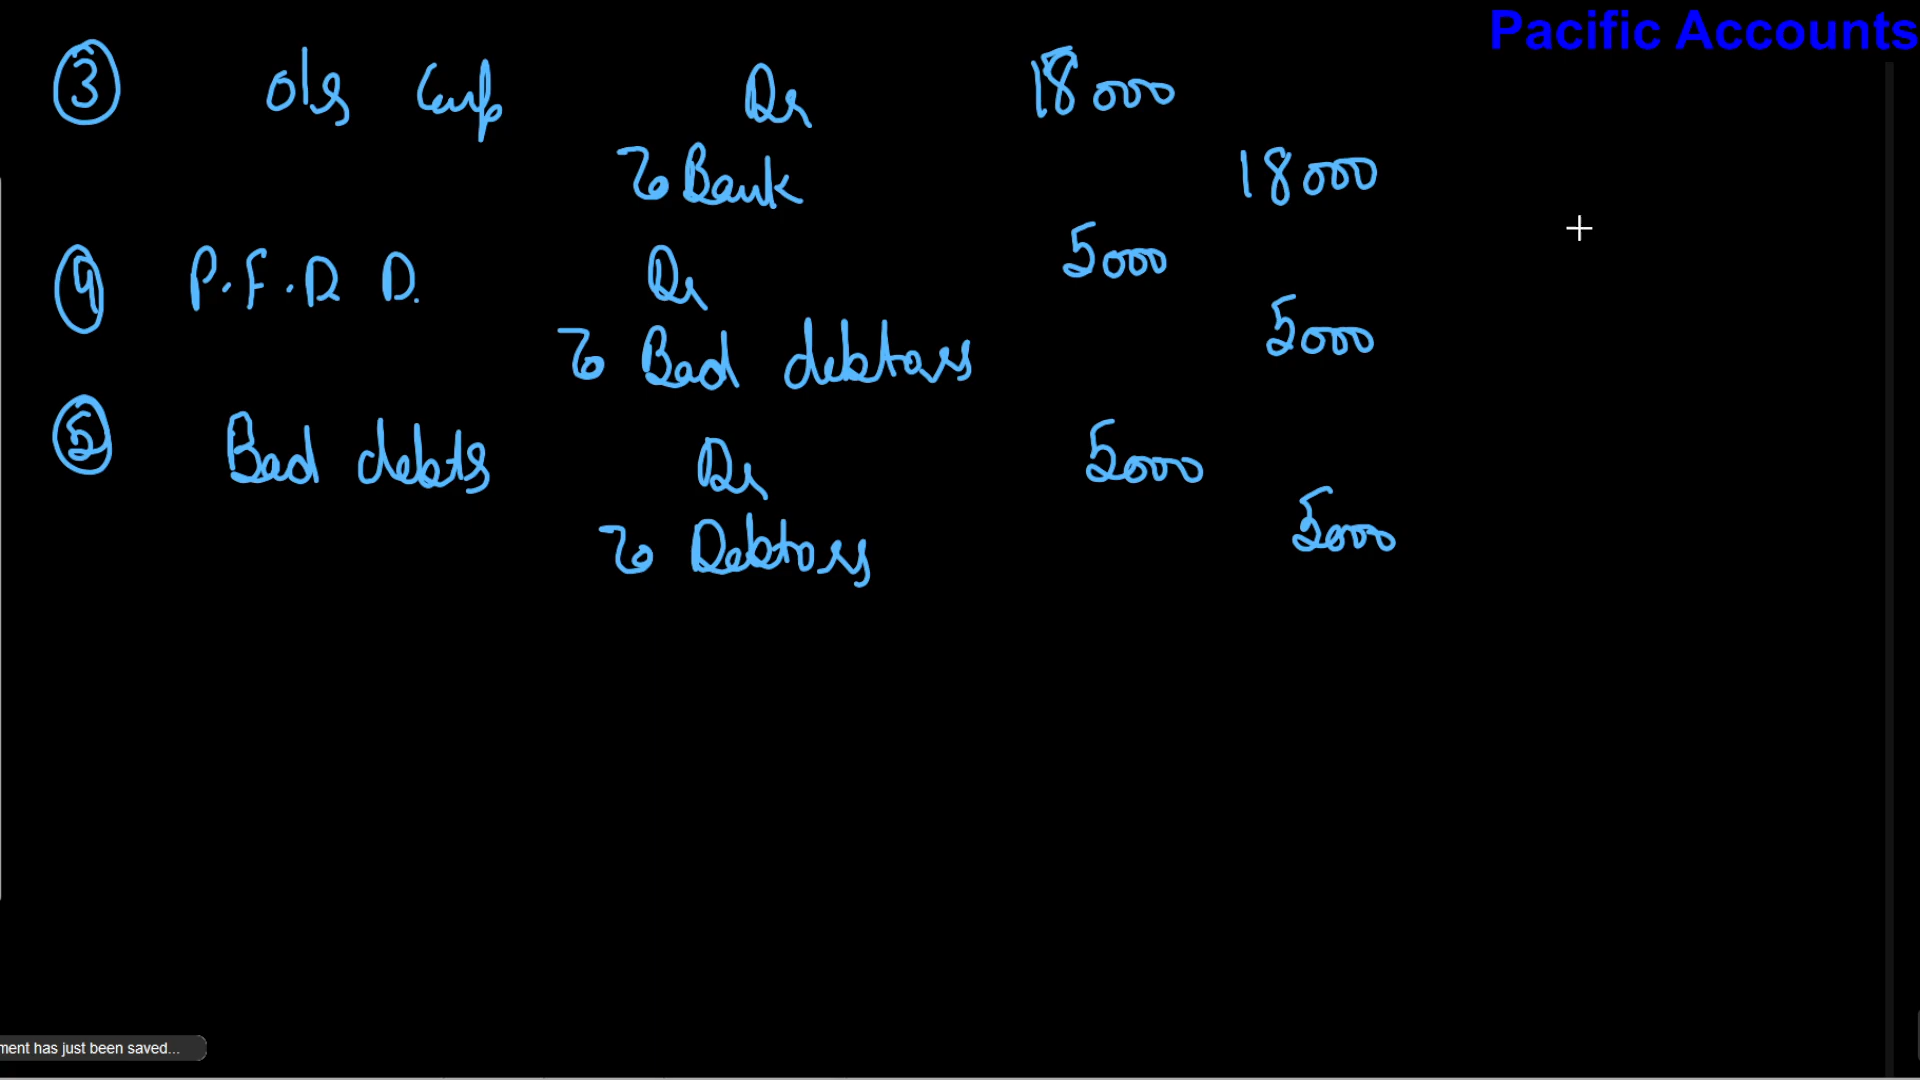 Pacific Accounts
3 o/s Comp Dr 18000
To Bank 18000
4 P.F.D D. Dr 5000
To Bad debtors 5000
5 Bad debts Dr 5000
To Debtors 5000
ment has just been saved...